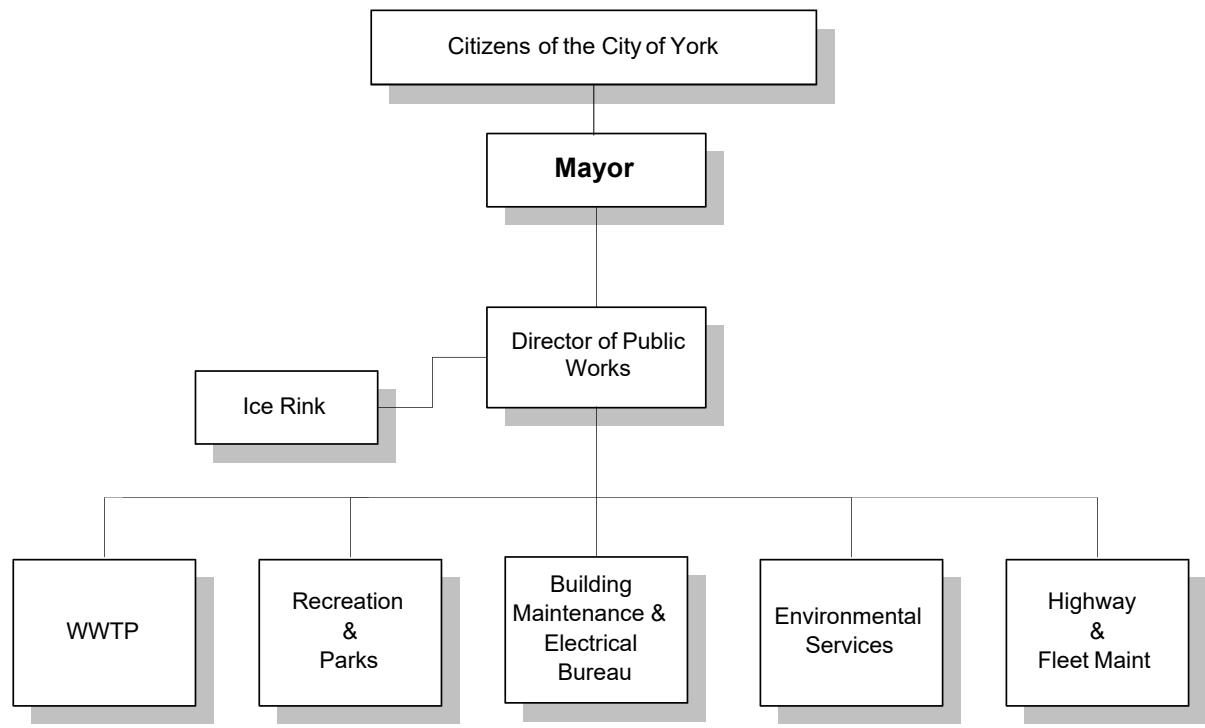 Citizens of the City of York
Mayor
Director of Public
Works
Ice Rink
WWTP
Recreation
&
Parks
Building
Maintenance &
Electrical
Bureau
Environmental
Services
Highway
&
Fleet Maint